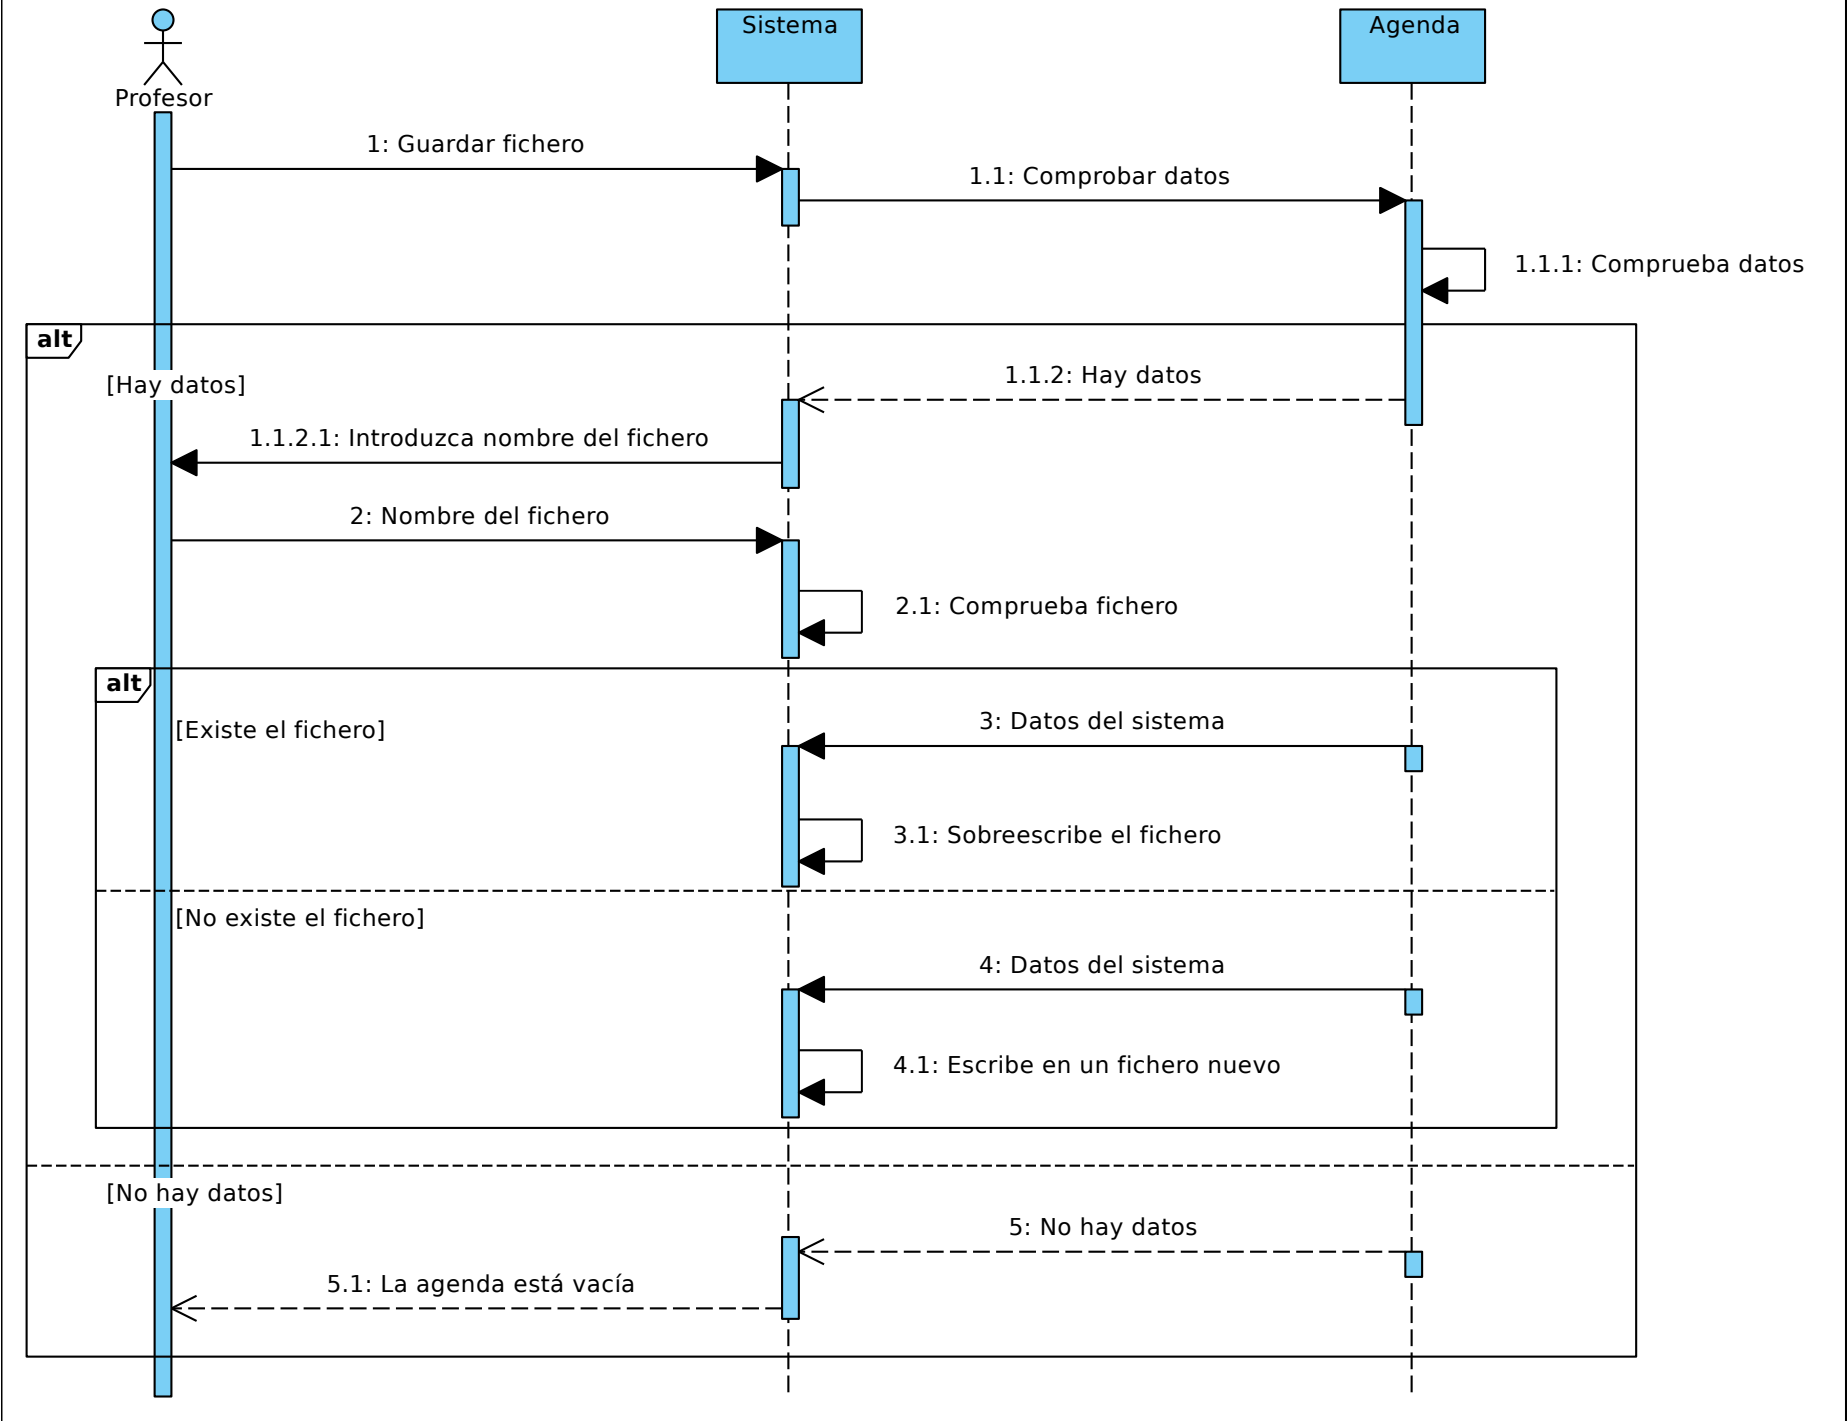 Profesor
Sistema
Agenda
1: Guardar fichero
1.1: Comprobar datos
1.1.1: Comprueba datos
alt
[Hay datos]
1.1.2: Hay datos
1.1.2.1: Introduzca nombre del fichero
2: Nombre del fichero
2.1: Comprueba fichero
alt
[Existe el fichero]
3: Datos del sistema
3.1: Sobreescribe el fichero
[No existe el fichero]
4: Datos del sistema
4.1: Escribe en un fichero nuevo
[No hay datos]
5: No hay datos
5.1: La agenda está vacía